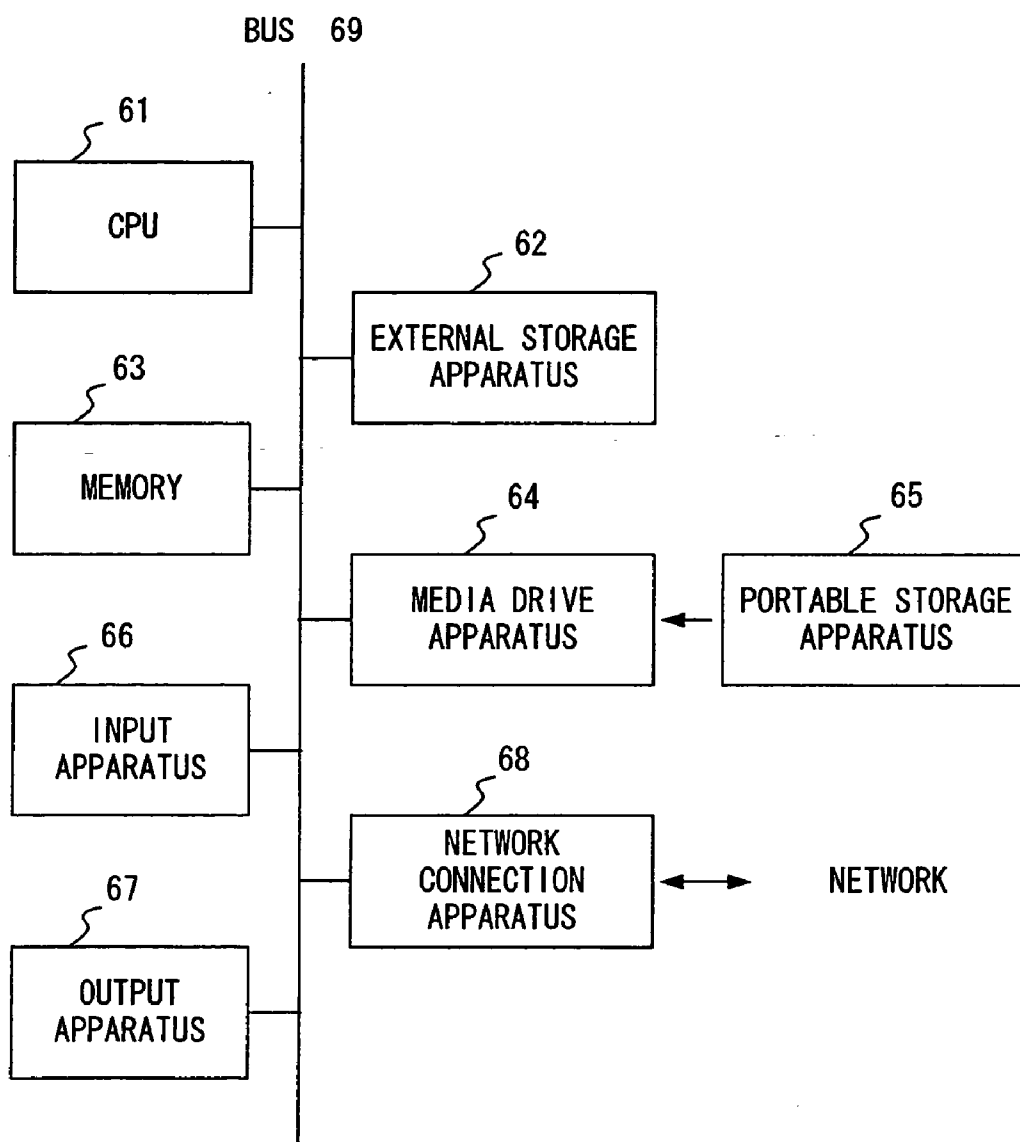 BUS 69
61
CPU
62
EXTERNAL STORAGE
APPARATUS
63
MEMORY
64
MEDIA DRIVE
APPARATUS
65
PORTABLE STORAGE
APPARATUS
66
INPUT
APPARATUS
68
NETWORK
CONNECTION
APPARATUS
NETWORK
67
OUTPUT
APPARATUS